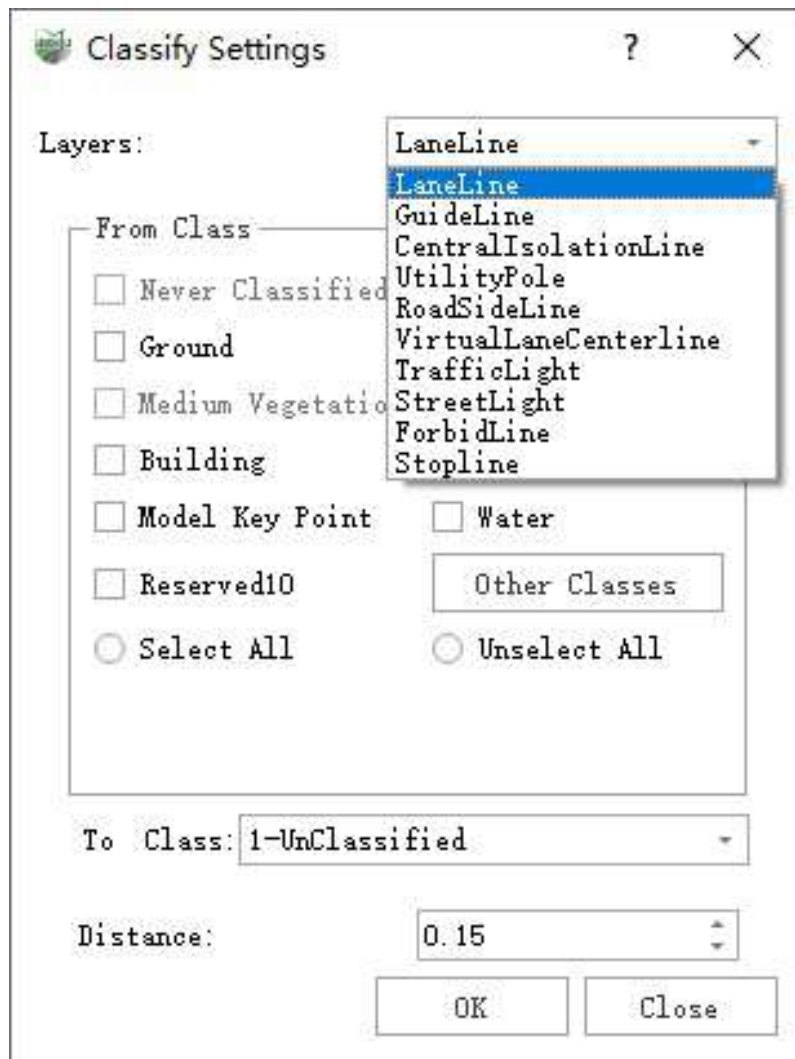 Classify Settings
?
Layers:
LaneLine
LaneLine
GuideLine
CentralIsolationLine
UtilityPole
RoadSideLine
VirtualLaneCenterline
TrafficLight
StreetLight
ForbidLine
Stopline
From Class
Never Classified
Ground
Medium Vegetatio
Building
Model Key Point
Water
Reserved10
Other Classes
Select All
Unselect All
To Class:
1-UnClassified
Distance:
0.15
OK
Close